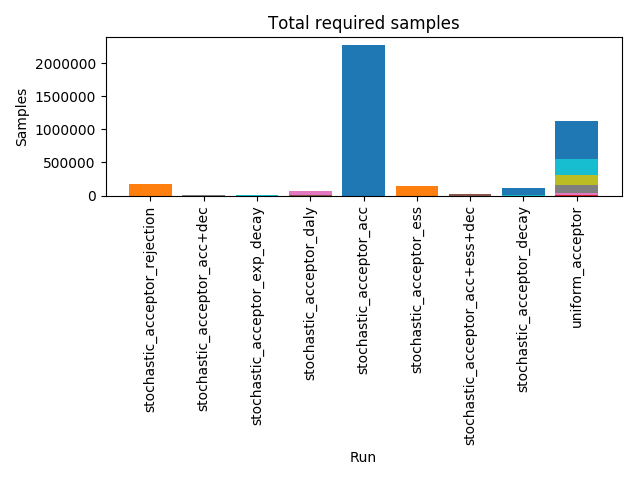 Total required samples
Samples
2000000
1500000
1000000
500000
0
stochastic_acceptor_rejection
stochastic_acceptor_acc+dec
stochastic_acceptor_exp_decay
stochastic_acceptor_daly
stochastic_acceptor_acc
stochastic_acceptor_ess
stochastic_acceptor_acc+ess+dec
stochastic_acceptor_decay
uniform_acceptor
Run